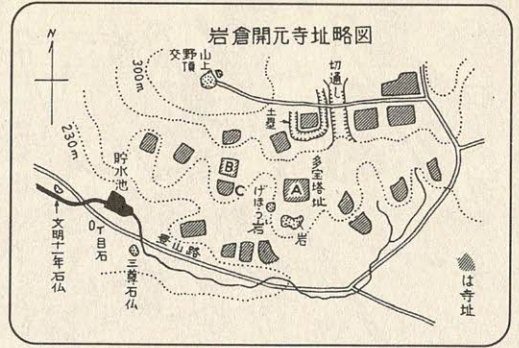 岩倉開元寺址略図
N
300m
230m
交野山
頂上
切通し
土塁
多宝塔址
A
B
C
げほう岩
岩
貯水池
文明十一年石仏
丁目石
三尊石仏
登山路
は寺址